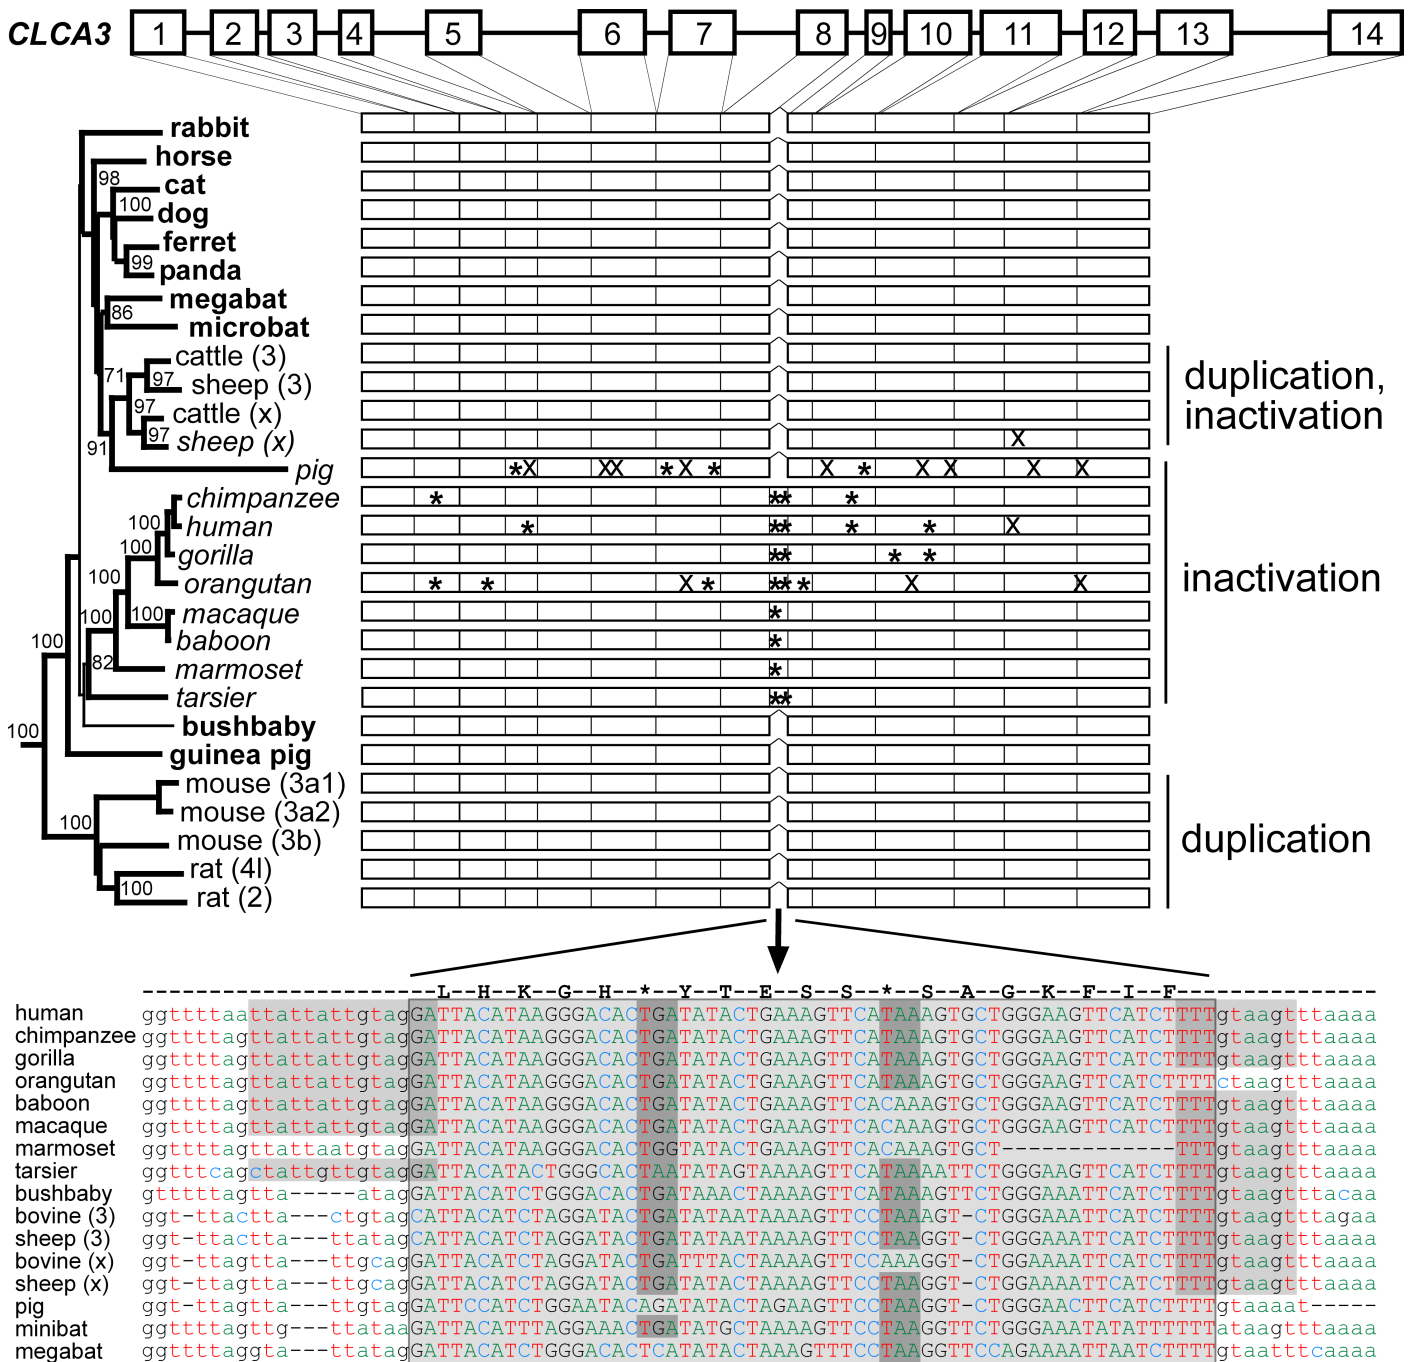 CLCA3 1 2 3 4 5 6 7 8 9 10 11 12 13 14
rabbit
horse
98
cat
100
dog
ferret
99
panda
megabat
86
microbat
cattle (3)
71
97
sheep (3)
duplication,
inactivation
97
cattle (x)
97
sheep (x) X
91
pig *X XX * X * X * X X X X
chimpanzee * ** *
100
human * ** * * X
100
gorilla ** * *
100
orangutan * * X * ** * X X
inactivation
100
macaque *
100
baboon *
100
82
marmoset *
tarsier **
100
bushbaby
guinea pig
mouse (3a1)
mouse (3a2)
100
mouse (3b)
duplication
rat (4l)
100
rat (2)
----------------------L--H--K--G--H--*--Y--T--E--S--S--*--S--A--G--K--F--I--F---------------
human ggttttaattattattgtagGATTACATAAGGGACACTGATATACTGAAAGTTCATAAAGTGCTGGGAAGTTCATCTTTTgtaagtttaaaa
chimpanzee ggttttagttattattgtagGATTACATAAGGGACACTGATATACTGAAAGTTCATAAAGTGCTGGGAAGTTCATCTTTTgtaagtttaaaa
gorilla ggttttagttattattgtagGATTACATAAGGGACACTGATATACTGAAAGTTCATAAAGTGCTGGGAAGTTCATCTTTTgtaagtttaaaa
orangutan ggttttagttattattgtagGATTACATAAGGGACACTGATATACTGAAAGTTCATAAAGTGCTGGGAAGTTCATCTTTTctaagtttaaaa
baboon ggttttagttattattgtagGATTACATAAGGGACACTGATATACTGAAAGTTCACAAAGTGCTGGGAAGTTCATCTTTTgtaagtttaaaa
macaque ggttttagttattattgtagGATTACATAAGGGACACTGATATACTGAAAGTTCACAAAGTGCTGGGAAGTTCATCTTTTgtaagtttaaaa
marmoset ggttttagttattaatgtagGATTACATAAGGGACACTGGTATACTGAAAGTTCACAAAGTGCT-------------TTTgtaagtttaaaa
tarsier ggtttcagctattgttgtagGATTACATACTGGGCACTAATATAGTAAAAGTTCATAAAATTCTGGGAAGTTCATCTTTTgtaagtttaaaa
bushbaby gtttttagtta-----atagGATTACATCTGGGACACTGATAAACTGAAAGTTCATAAAGTTCTGGGAAATTCATCTTTTgtaagtttacaa
bovine (3) ggt-ttactta---ctgtagCATTACATCTAGGATACTGATAATAATAAAAGTTCCTAAAGT-CTGGGAAATTCATCTTTTgtaagtttagaa
sheep (3) ggt-ttactta---ttatagCATTACATCTAGGATACTGATATACTAAAAGTTCCTAAGGT-CTGGGAAATTCATCTTTTgtaagtttaaaa
bovine (x) ggt-ttagtta---ttgcagGATTACATCTAGGATACTGATTTACTAAAAGTTCCAAAGGT-CTGGAAAATTCATCTTTTgtaagtttaaaa
sheep (x) ggt-ttagtta---ttgcagGATTACATCTAGGATACTGATATACTAAAAGTTCCTAAGGT-CTGGAAAATTCATCTTTTgtaagtttaaaa
pig ggt-ttagtta---ttgtagGATTCCATCTGGAATACAGATATACTAGAAGTTCCTAAGGT-CTGGGAACTTCATCTTTTgtaaaat-----
minibat ggttttagttg---ttataaGATTACATTTAGGAAACTGATATGCTAAAAGTTCCTAAGGTTCTGGGAAATATATTTTTTataagtttaaaa
megabat ggttttaggta---ttatagGATTACATCTGGGACACTCATATACTAAAGTTTCCTAAGGTTCCAGAAAATTCATCTTTTgtaatttcaaaa